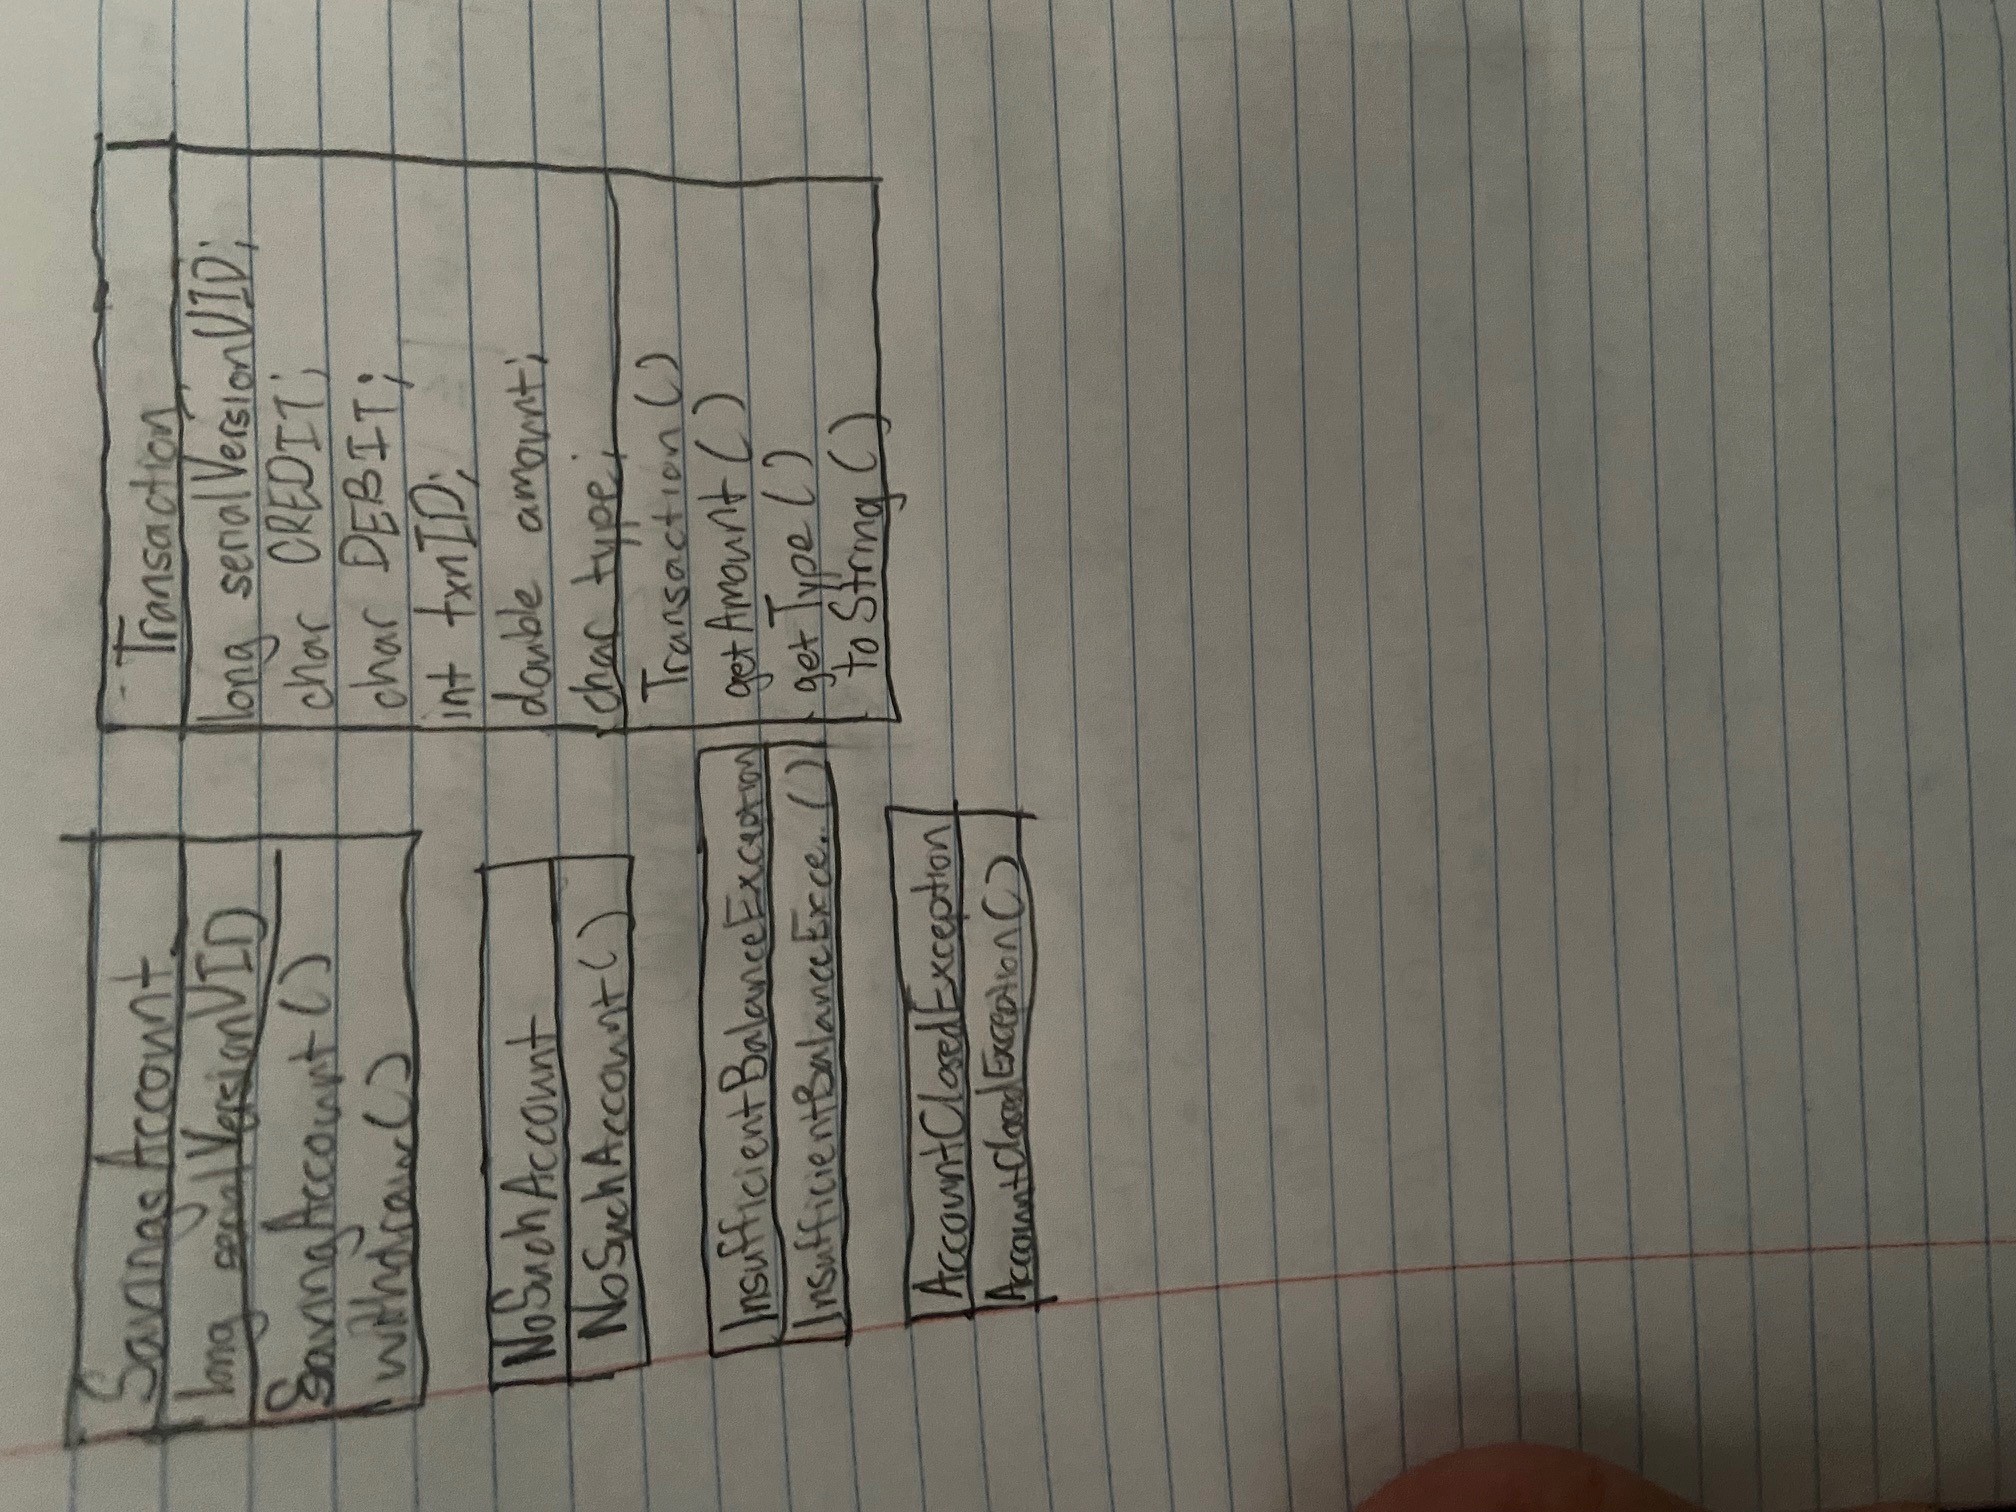 SavingsAccount
long serialVersionUID
SavingAccount()
withdraw()
NoSuchAccount
NoSuchAccount()
InsufficientBalanceException
InsufficientBalanceExce..()
AccountClosedException
AccountClosedException()
Transaction
long serialVersionUID;
char CREDIT;
char DEBIT;
int txnID;
double amount;
char type;
Transaction()
getAmount()
getType()
toString()